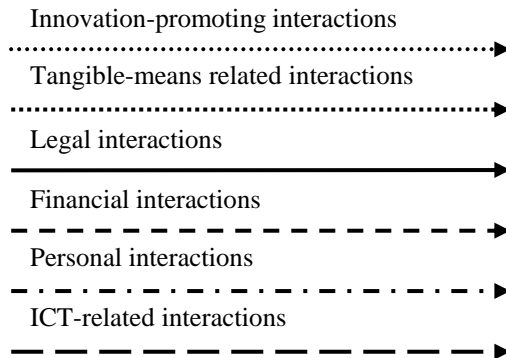 Innovation-promoting interactions
Tangible-means related interactions
Legal interactions
Financial interactions
Personal interactions
ICT-related interactions